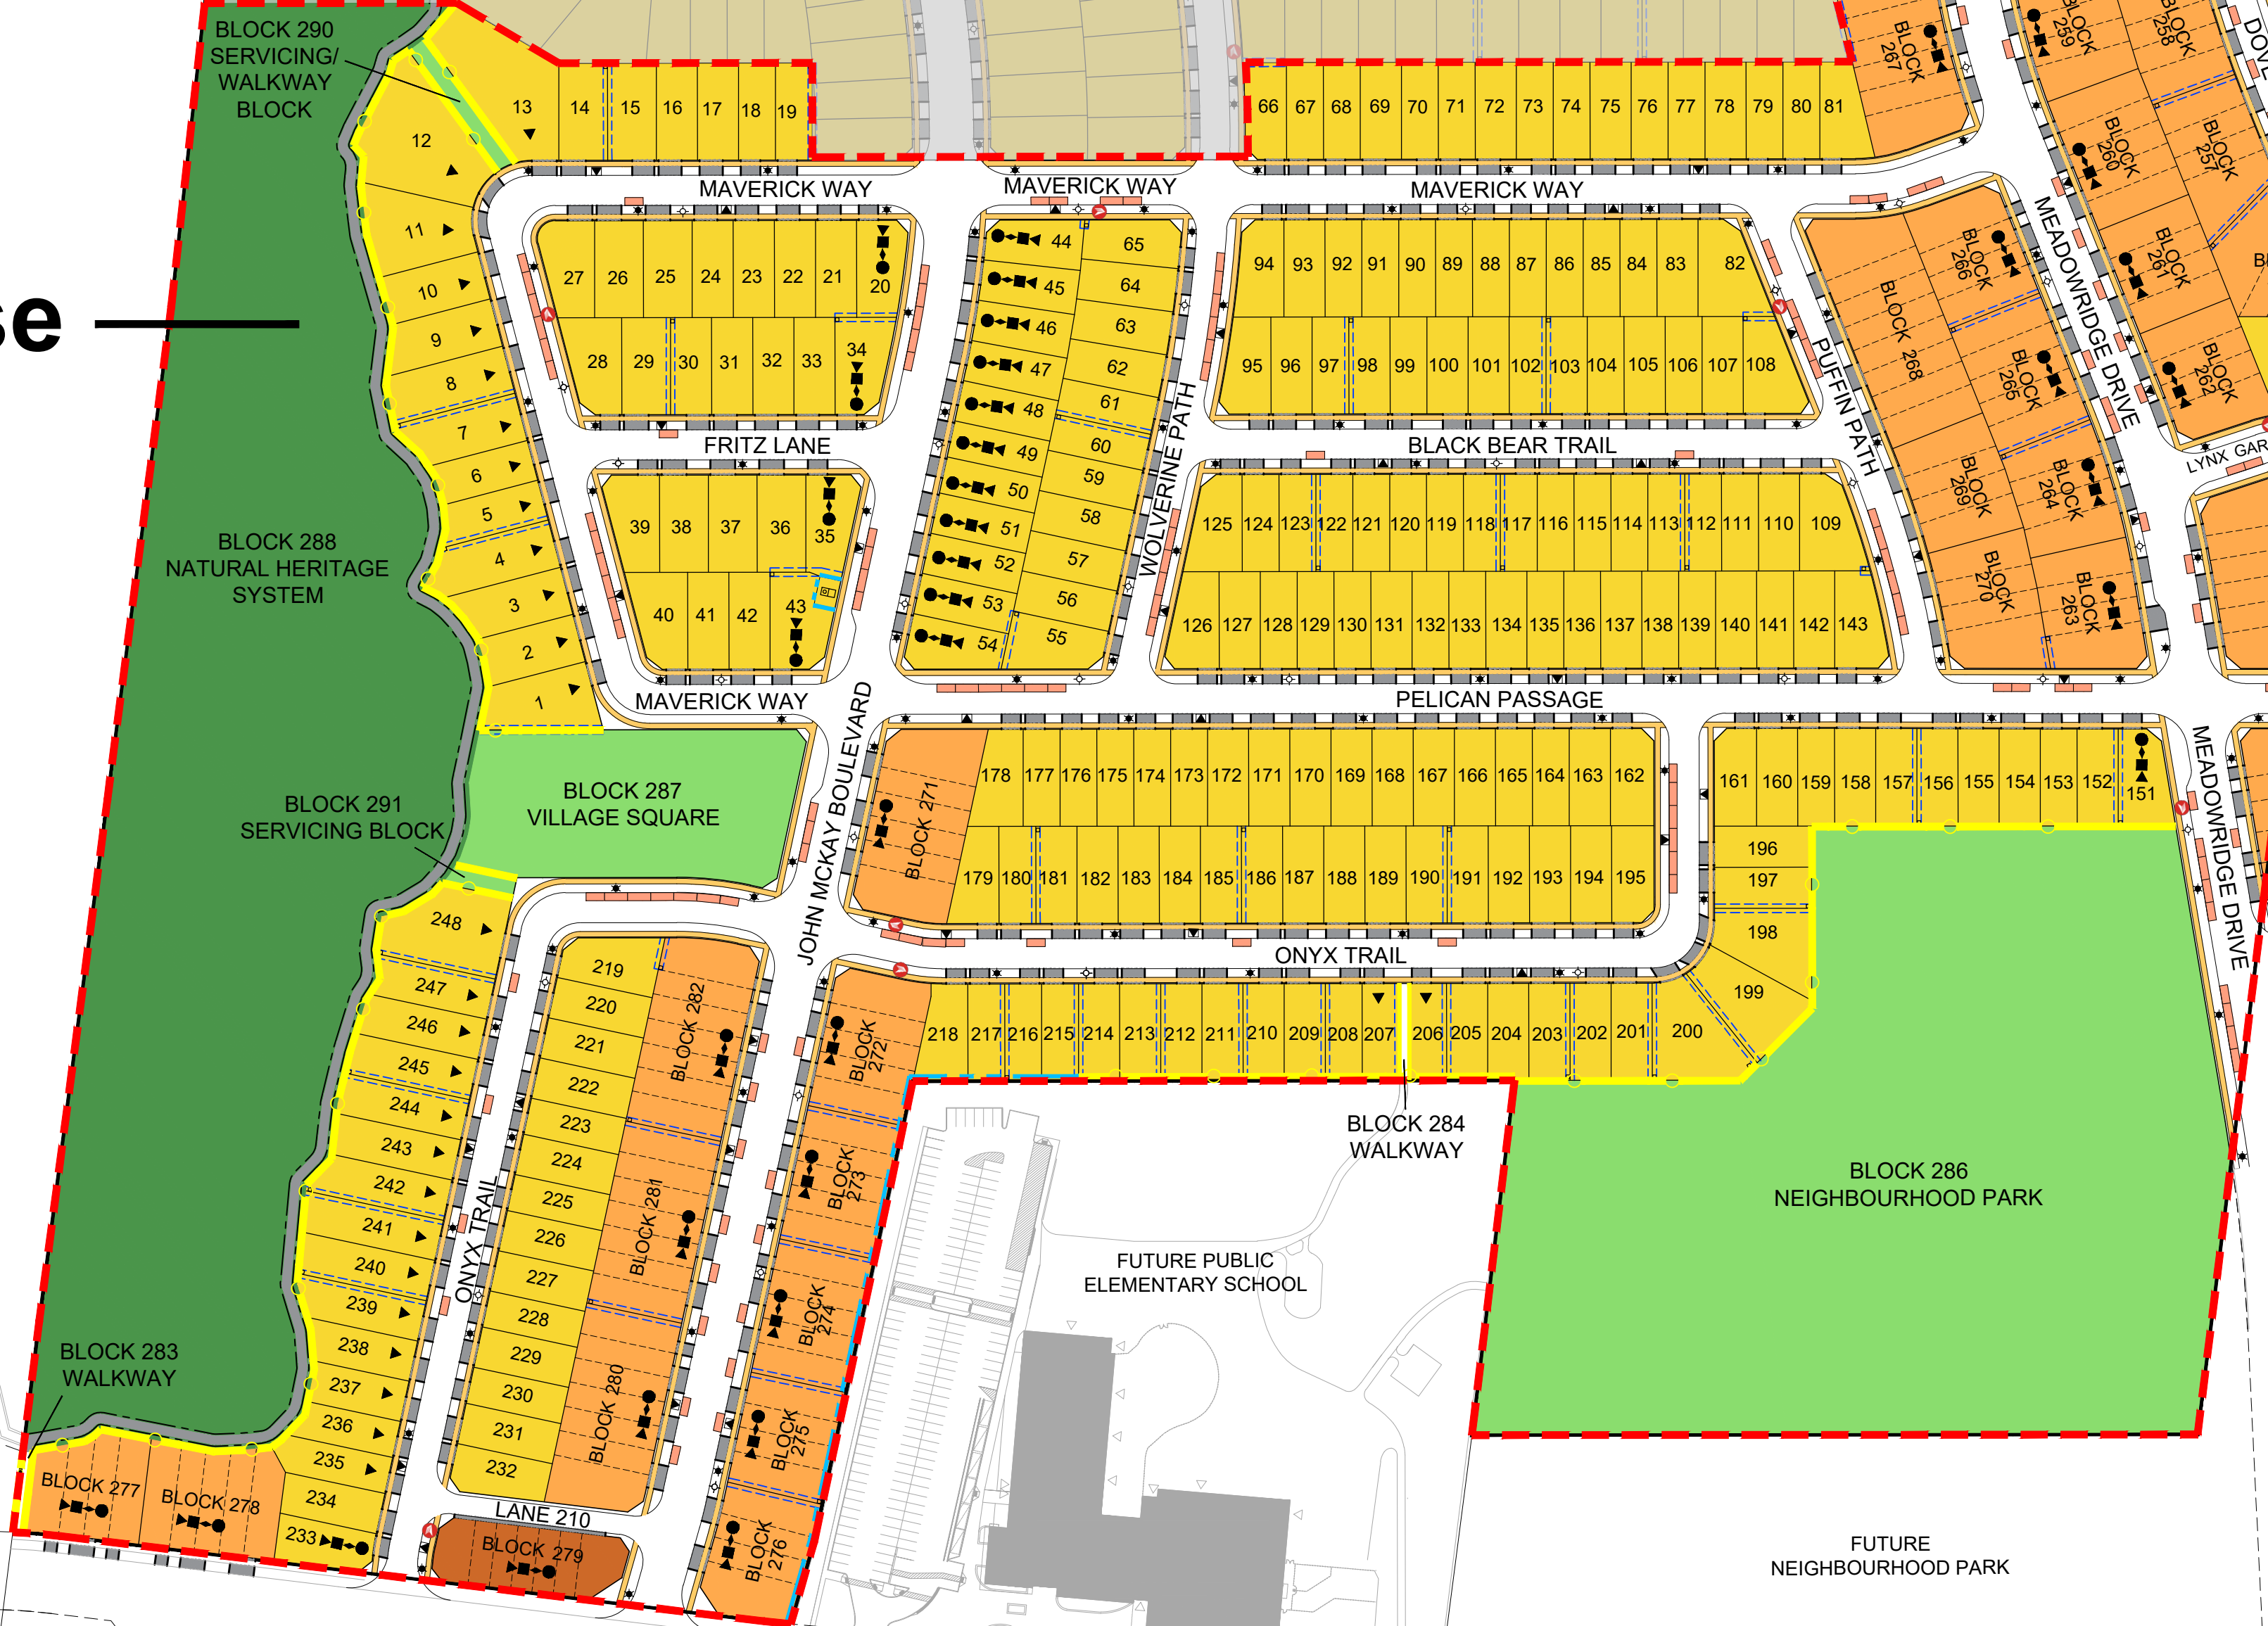 BLOCK 290
SERVICING/
WALKWAY
BLOCK
13 14 15 16 17 18 19
66 67 68 69 70 71 72 73 74 75 76 77 78 79 80 81
BLOCK
267
BLOCK
259
BLOCK
258
BLOCK
260
BLOCK
257
BLOCK
261
BLOCK
262
12
11
10
9
8
7
6
5
4
3
2
1
MAVERICK WAY
MAVERICK WAY
MAVERICK WAY
MEADOWRIDGE DRIVE
se
27 26 25 24 23 22 21 20
28 29 30 31 32 33 34
FRITZ LANE
39 38 37 36 35
40 41 42 43
MAVERICK WAY
44 65
45 64
46 63
47 62
48 61
49 60
50 59
51 58
52 57
53 56
54 55
WOLVERINE PATH
94 93 92 91 90 89 88 87 86 85 84 83 82
95 96 97 98 99 100 101 102 103 104 105 106 107 108
PUFFIN PATH
BLACK BEAR TRAIL
LYNX GAR
125 124 123 122 121 120 119 118 117 116 115 114 113 112 111 110 109
126 127 128 129 130 131 132 133 134 135 136 137 138 139 140 141 142 143
BLOCK 268
BLOCK
266
BLOCK
265
BLOCK
269
BLOCK
264
BLOCK
270
BLOCK
263
PELICAN PASSAGE
BLOCK 288
NATURAL HERITAGE
SYSTEM
BLOCK 287
VILLAGE SQUARE
BLOCK 291
SERVICING BLOCK
JOHN MCKAY BOULEVARD
BLOCK 271
178 177 176 175 174 173 172 171 170 169 168 167 166 165 164 163 162
179 180 181 182 183 184 185 186 187 188 189 190 191 192 193 194 195
161 160 159 158 157 156 155 154 153 152 151
196
197
198
199
200
MEADOWRIDGE DRIVE
ONYX TRAIL
218 217 216 215 214 213 212 211 210 209 208 207 206 205 204 203 202 201
BLOCK 284
WALKWAY
BLOCK 286
NEIGHBOURHOOD PARK
248
247
246
245
244
243
242
241
240
239
238
237
236
235
234
233
ONYX TRAIL
219
220
221
222
223
224
225
226
227
228
229
230
231
232
BLOCK 282
BLOCK 281
BLOCK 280
BLOCK
272
BLOCK
273
BLOCK
274
BLOCK
275
BLOCK
276
FUTURE PUBLIC
ELEMENTARY SCHOOL
BLOCK 283
WALKWAY
BLOCK 277
BLOCK 278
LANE 210
BLOCK 279
FUTURE
NEIGHBOURHOOD PARK